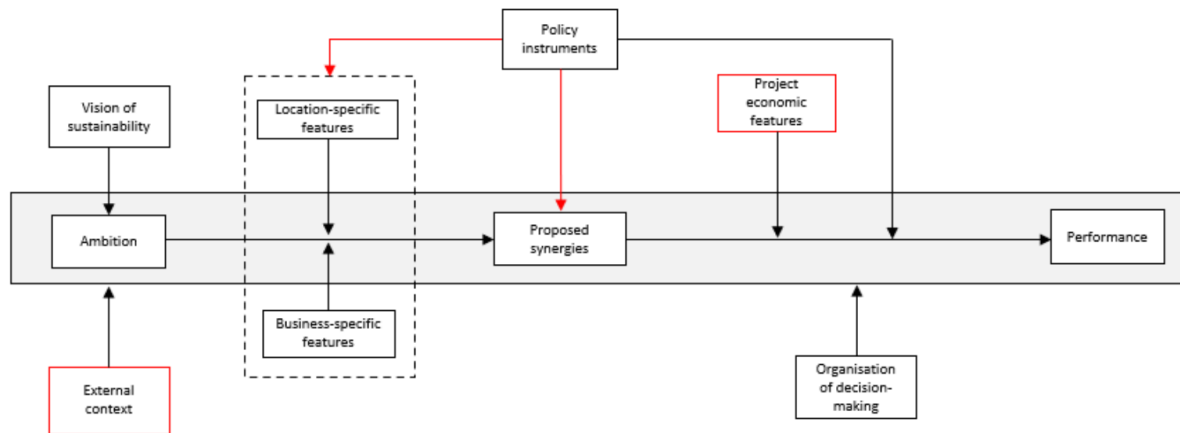 Policy
instruments
Project
economic
features
Vision of
sustainability
Location-specific
features
Ambition
Proposed
synergies
Performance
Business-specific
features
External
context
Organisation
of decision-
making